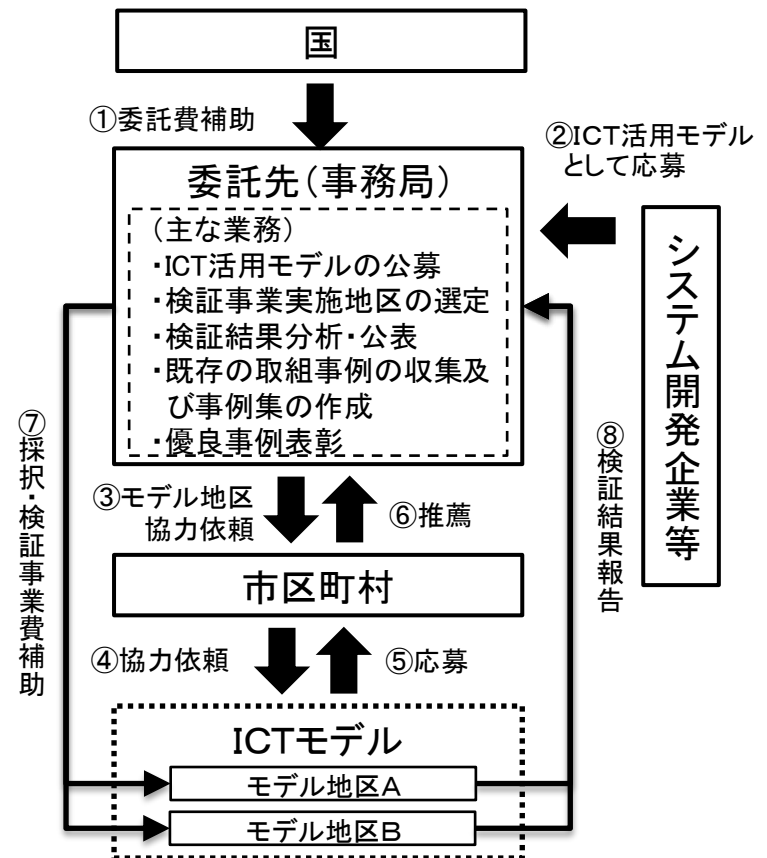 国
①委託費補助
②ICT活用モデル
として応募
委託先(事務局)
(主な業務)
・ICT活用モデルの公募
・検証事業実施地区の選定
・検証結果分析・公表
・既存の取組事例の収集及
び事例集の作成
・優良事例表彰
システム開発企業等
③モデル地区
協力依頼
⑥推薦
⑦採択・検証事業費補助
⑧検証結果報告
市区町村
④協力依頼
⑤応募
ICTモデル
モデル地区A
モデル地区B